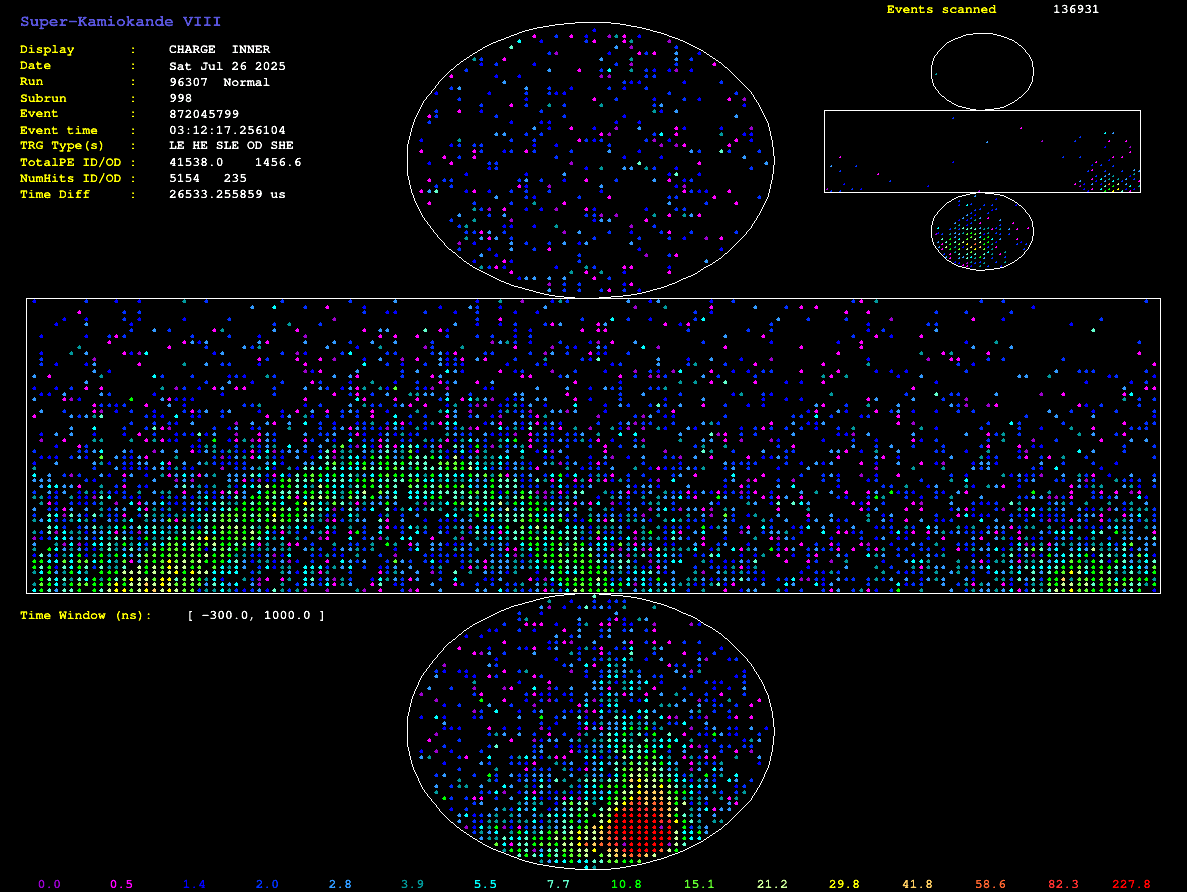 Super-Kamiokande VIII
Events scanned 136931
Display : CHARGE INNER
Date : Sat Jul 26 2025
Run : 96307 Normal
Subrun : 998
Event : 872045799
Event time : 03:12:17.256104
TRG Type(s) : LE HE SLE OD SHE
TotalPE ID/OD : 41538.0 1456.6
NumHits ID/OD : 5154 235
Time Diff : 26533.255859 us
Time Window (ns): [ -300.0, 1000.0 ]
0.0 0.5 1.4 2.0 2.8 3.9 5.5 7.7 10.8 15.1 21.2 29.8 41.8 58.6 82.3 227.8